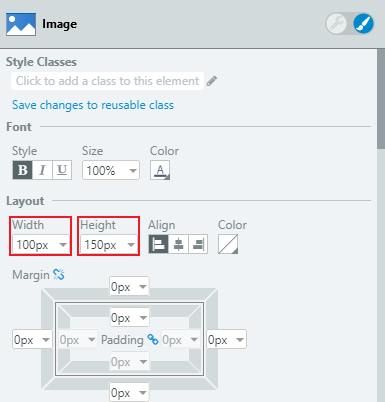 Image
Style Classes
Click to add a class to this element
Save changes to reusable class
Font
Style Size Color
B I U 100% A
Layout
Width Height Align Color
100px 150px
Margin
0px
0px
0px 0px Padding 0px 0px
0px
0px